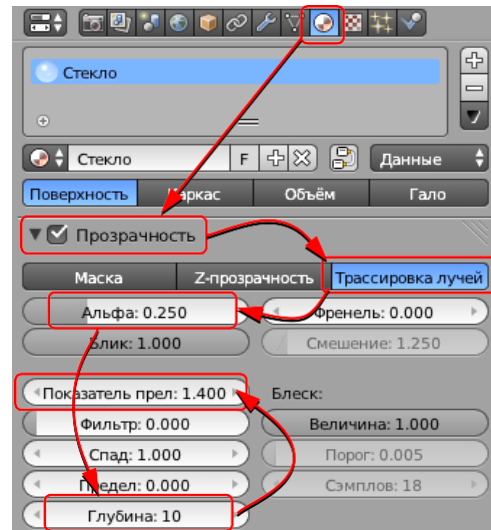 Стекло
Стекло F Данные
Поверхность Каркас Объём Гало
Прозрачность
Маска Z-прозрачность Трассировка лучей
Альфа: 0.250 Френель: 0.000
Блик: 1.000 Смешение: 1.250
Показатель прел: 1.400 Блеск:
Фильтр: 0.000 Величина: 1.000
Спад: 1.000 Порог: 0.005
Предел: 0.000 Сэмплов: 18
Глубина: 10